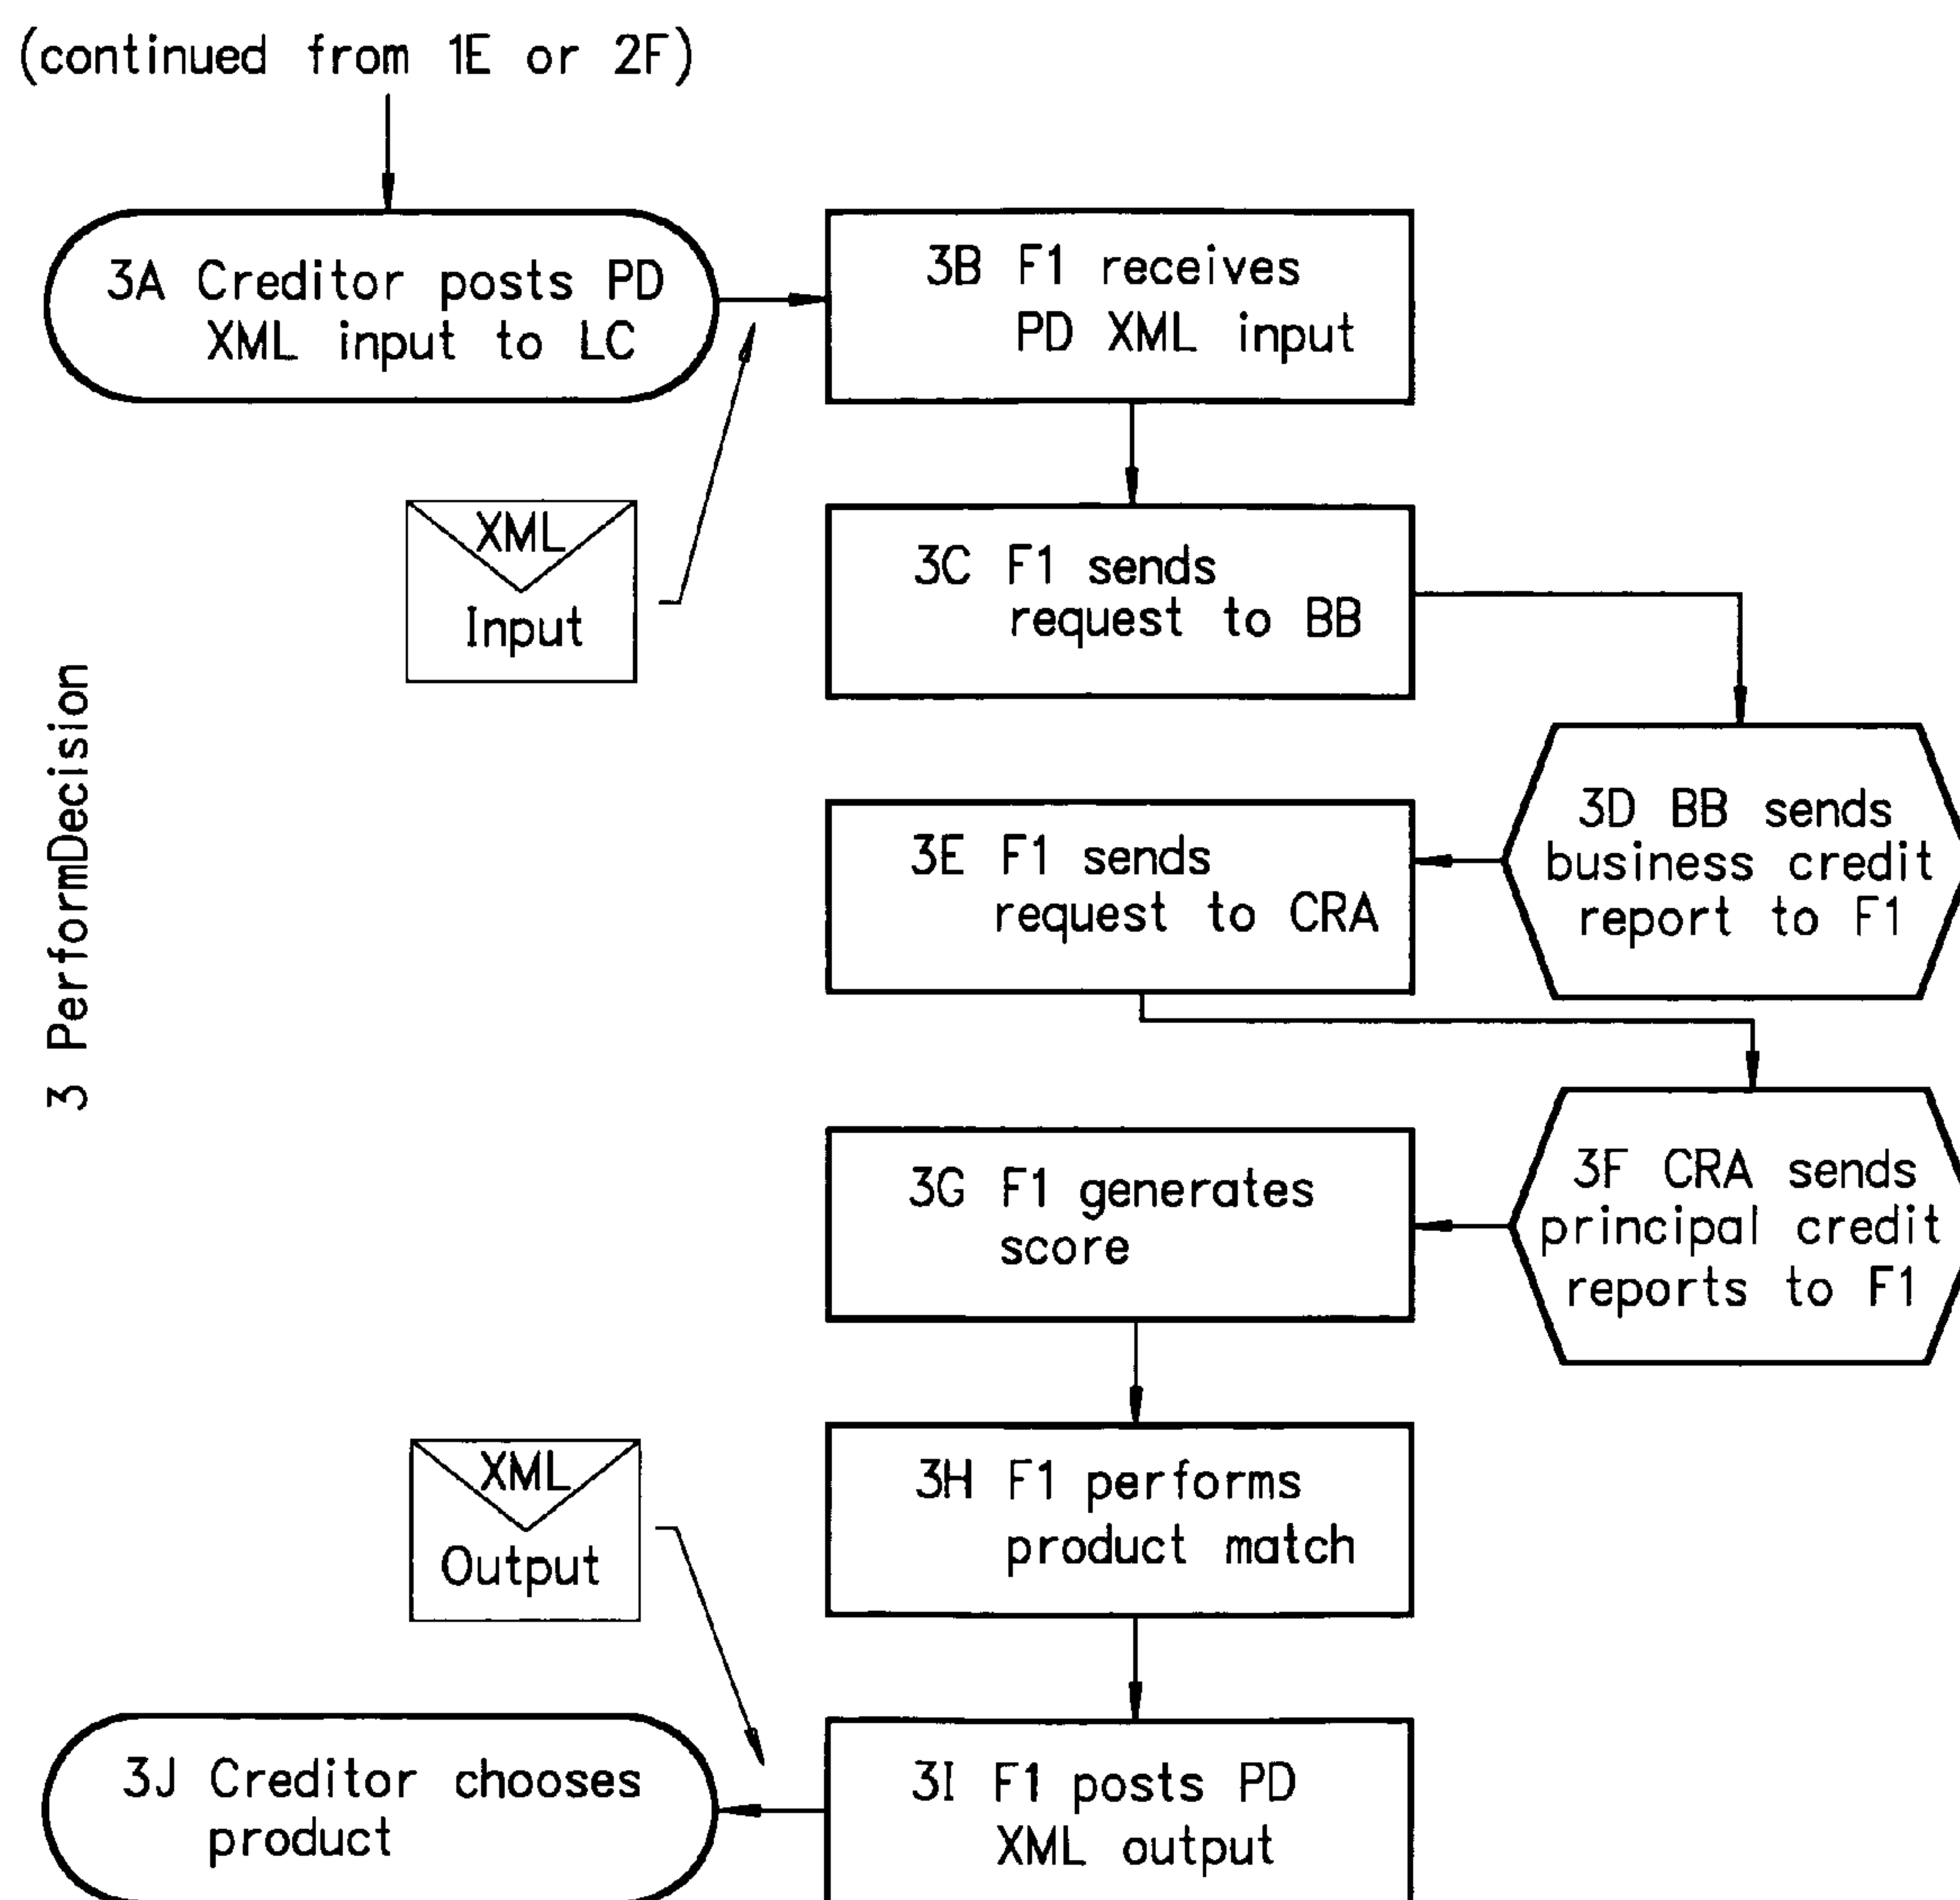 (continued from 1E or 2F)
3A Creditor posts PD
XML input to LC
3B F1 receives
PD XML input
XML
Input
3C F1 sends
request to BB
3 PerformDecision
3D BB sends
business credit
report to F1
3E F1 sends
request to CRA
3F CRA sends
principal credit
reports to F1
3G F1 generates
score
3H F1 performs
product match
XML
Output
3I F1 posts PD
XML output
3J Creditor chooses
product